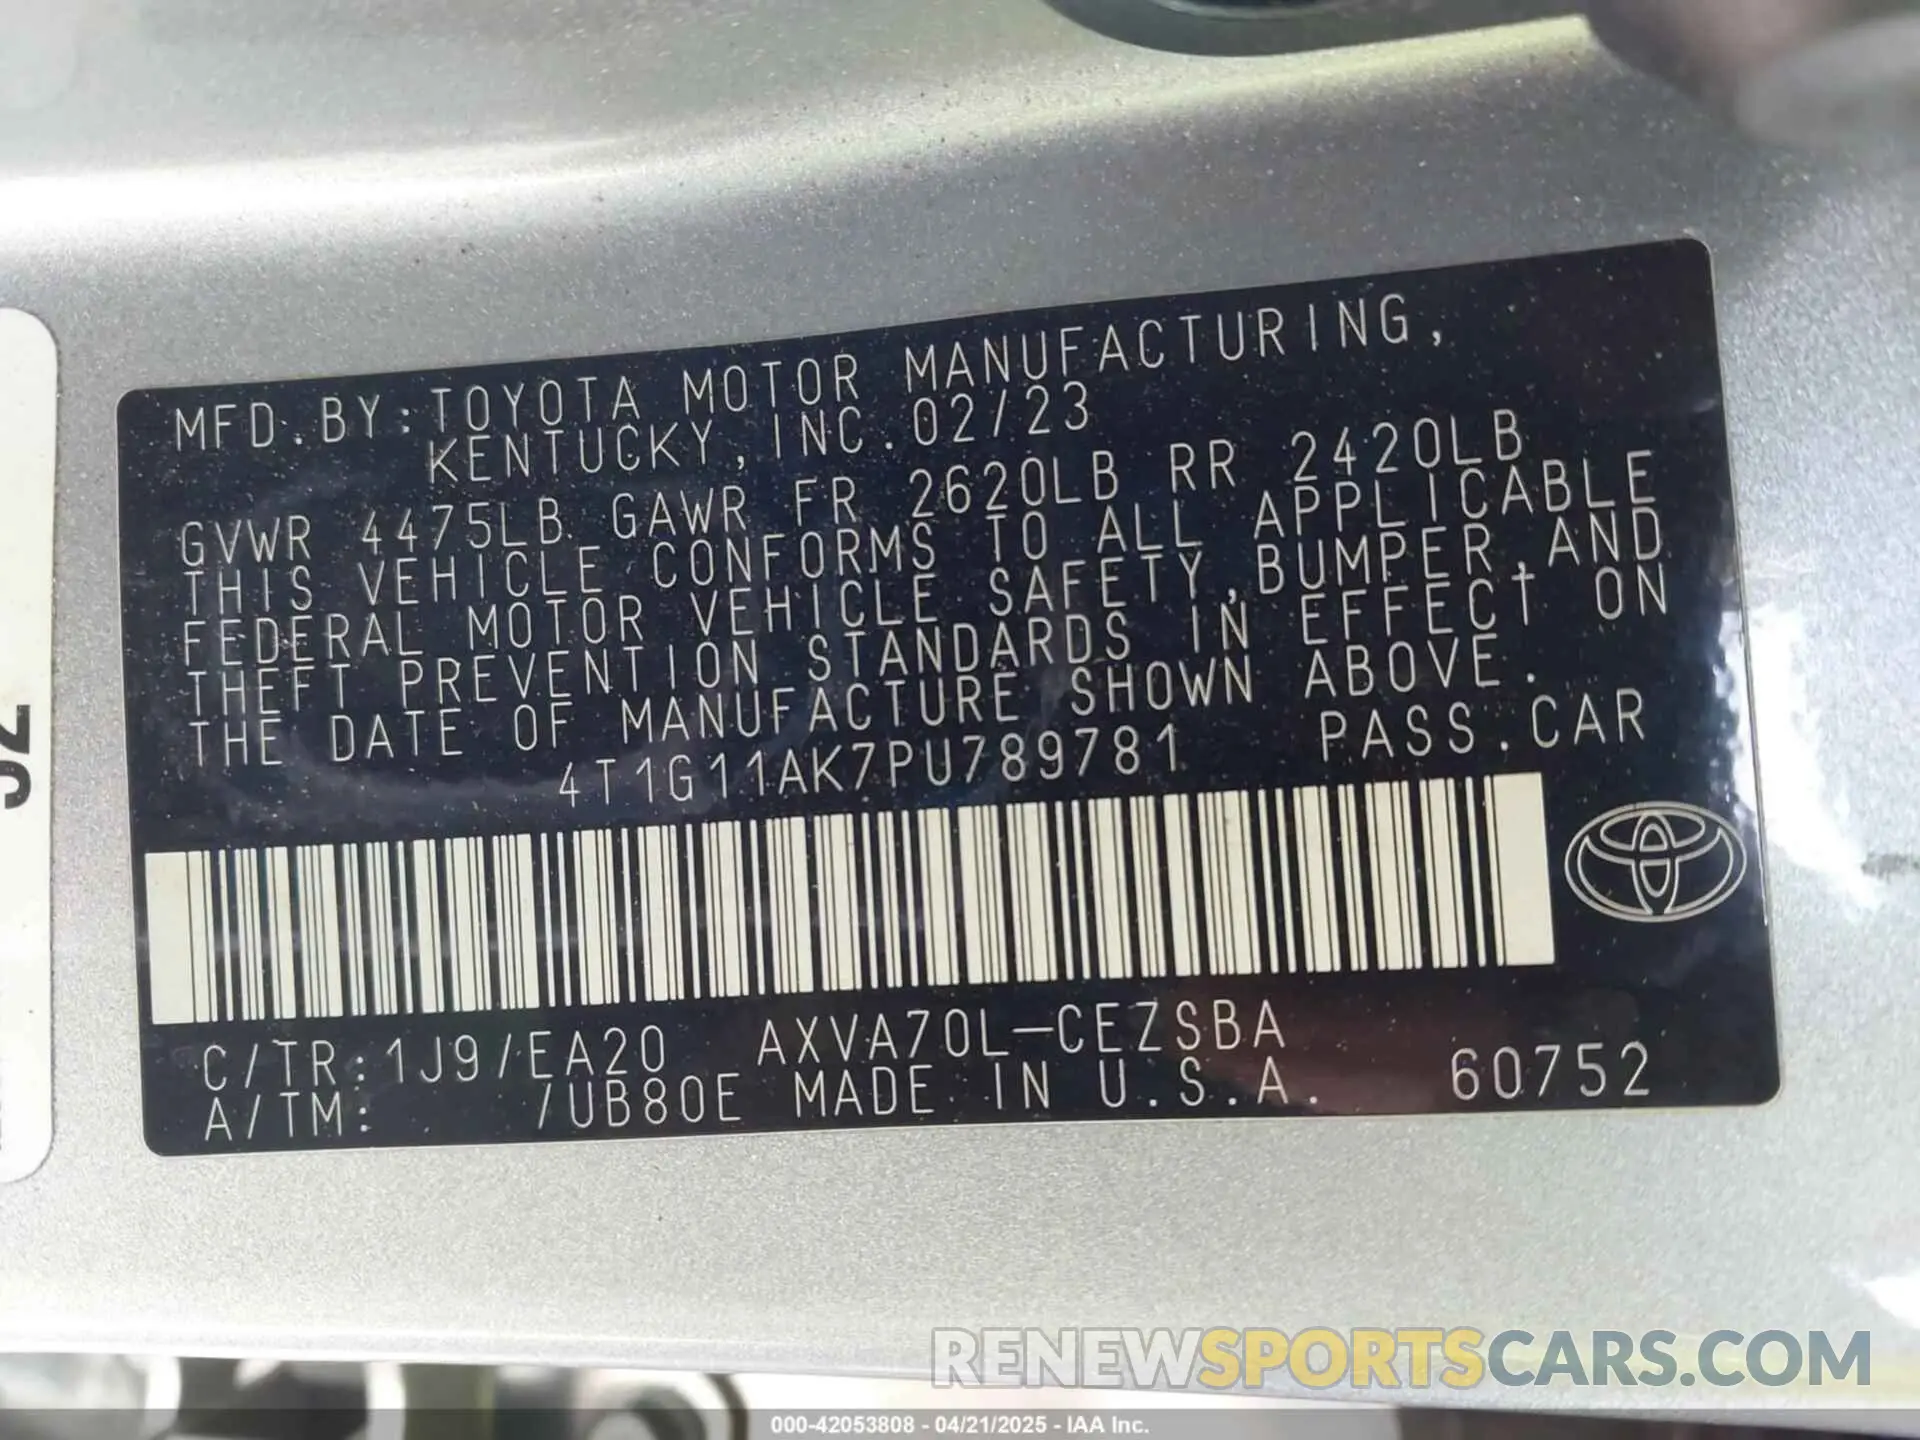 MFD.BY:TOYOTA MOTOR MANUFACTURING,
KENTUCKY, INC. 02/23
GVWR 4475LB GAWR FR 2620LB RR 2420LB
THIS VEHICLE CONFORMS TO ALL APPLICABLE
FEDERAL MOTOR VEHICLE SAFETY,BUMPER,AND
THEFT PREVENTION STANDARDS IN EFFECT ON
THE DATE OF MANUFACTURE SHOWN ABOVE.
4T1G11AK7PU789781 PASS.CAR
C/TR:1J9/EA20 AXVA70L-CEZSBA
A/TM: /UB80E MADE IN U.S.A. 60752
RENEWSPORTSCARS.COM
000-42053808 - 04/21/2025 - IAA Inc.